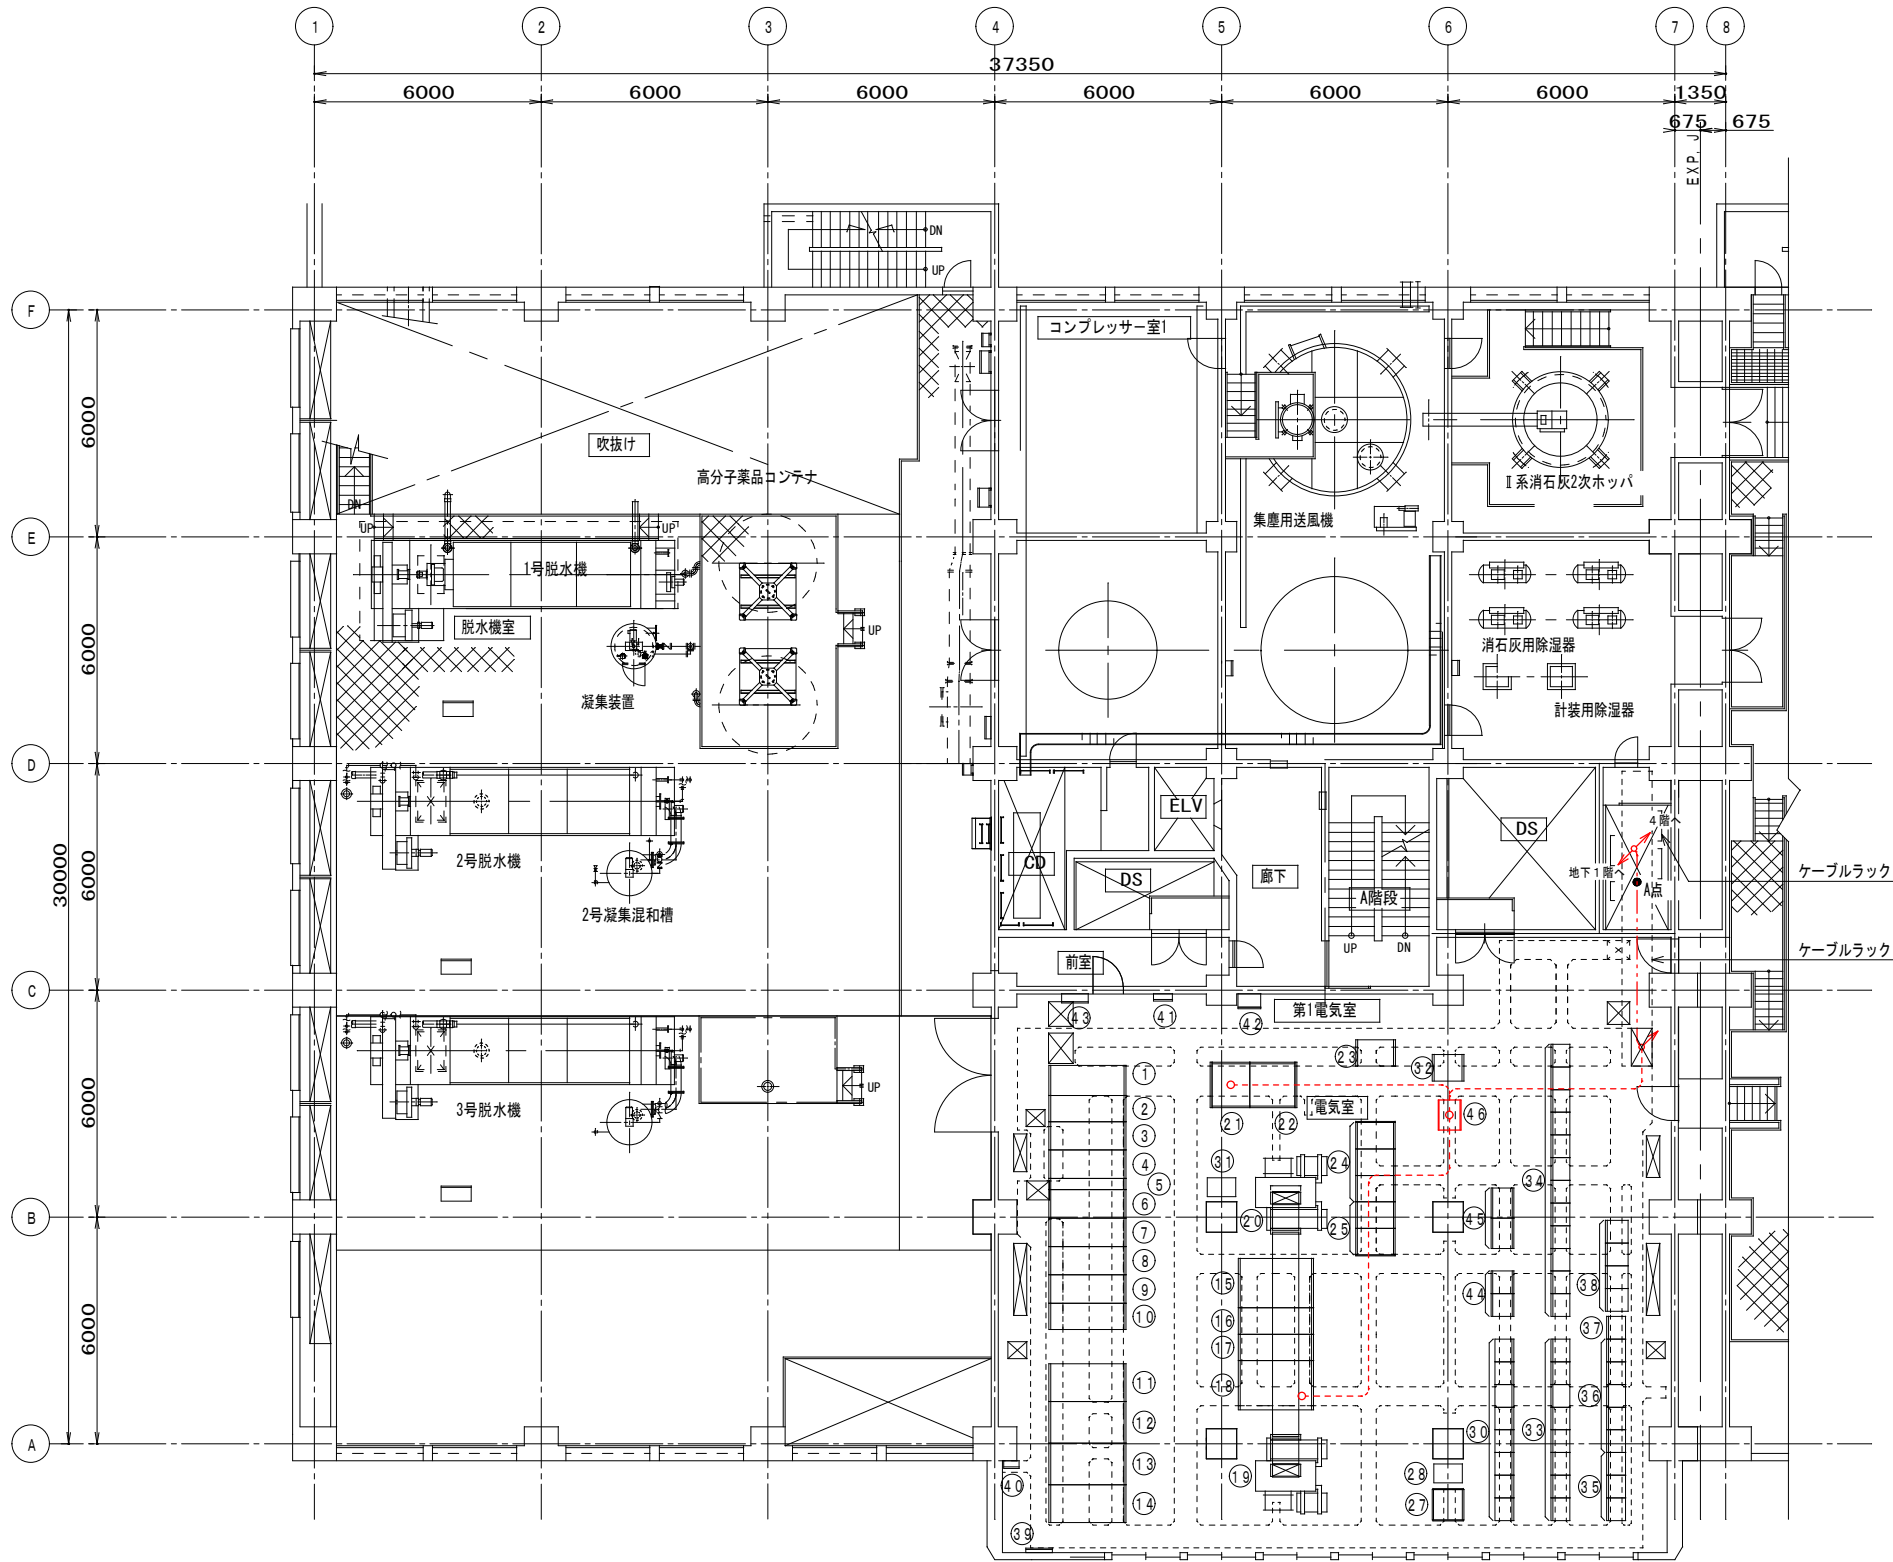 1
2
3
4
5
6
7
8
37350
6000
6000
6000
6000
6000
6000
1350
675
675
EXP. J
DN
UP
F
コンプレッサー室1
6000
吹抜け
高分子薬品コンテナ
DN
Ⅱ系消石灰2次ホッパ
集塵用送風機
UP
UP
E
1号脱水機
脱水機室
UP
消石灰用除湿器
6000
凝集装置
計装用除湿器
D
ELV
DS
4階へ
2号脱水機
CD
DS
廊下
地下1階へ
A点
ケーブルラック
30000
6000
2号凝集混和槽
A階段
UP
DN
前室
ケーブルラック
C
第1電気室
43
41
42
23
32
1
3号脱水機
UP
2
21
電気室
22
46
6000
3
4
31
24
5
34
6
20
25
45
B
7
8
9
15
44
38
10
16
37
17
6000
11
18
36
12
30
33
A
13
19
28
35
40
14
27
39